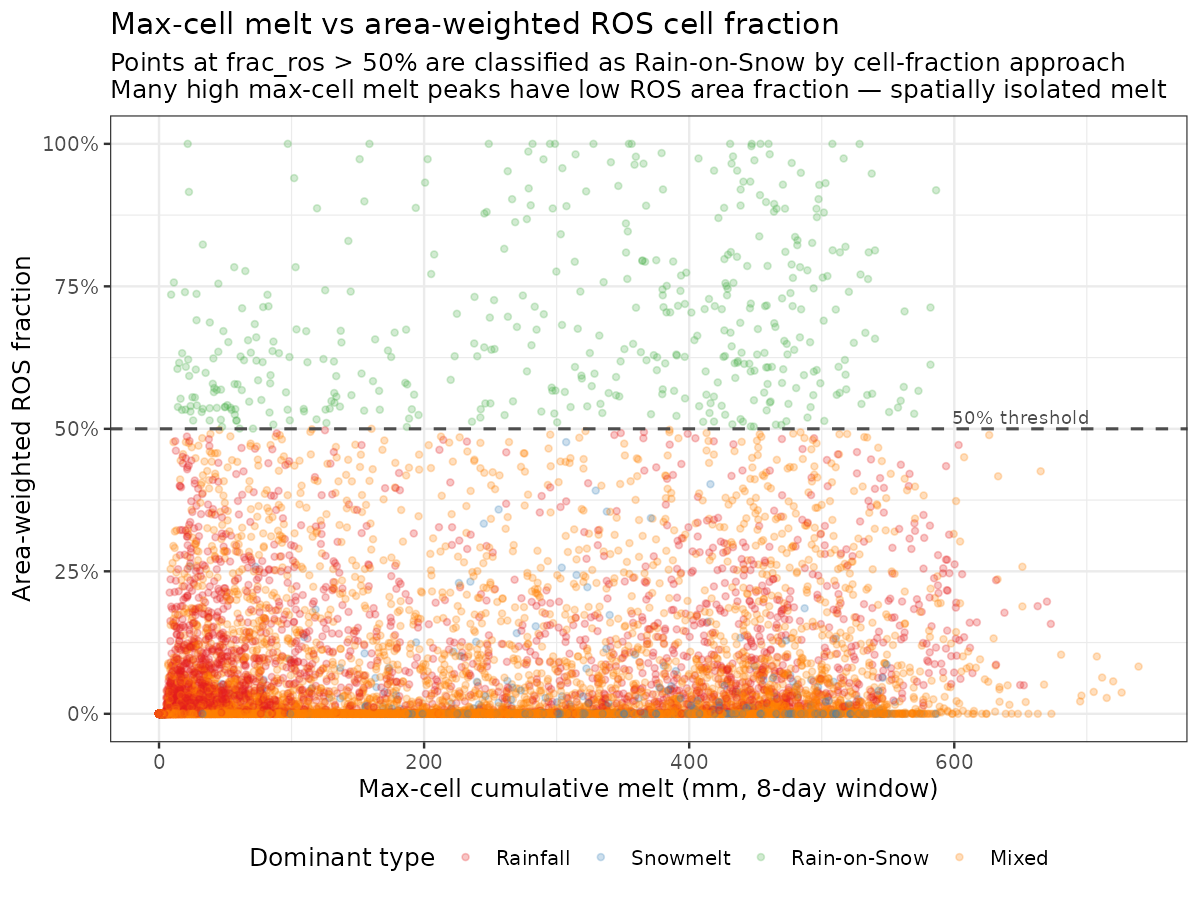 Max-cell melt vs area-weighted ROS cell fraction
Points at frac_ros > 50% are classified as Rain-on-Snow by cell-fraction approach
Many high max-cell melt peaks have low ROS area fraction — spatially isolated melt
Area-weighted ROS fraction
100%
75%
50%
25%
0%
50% threshold
0
200
400
600
Max-cell cumulative melt (mm, 8-day window)
Dominant type
Rainfall
Snowmelt
Rain-on-Snow
Mixed